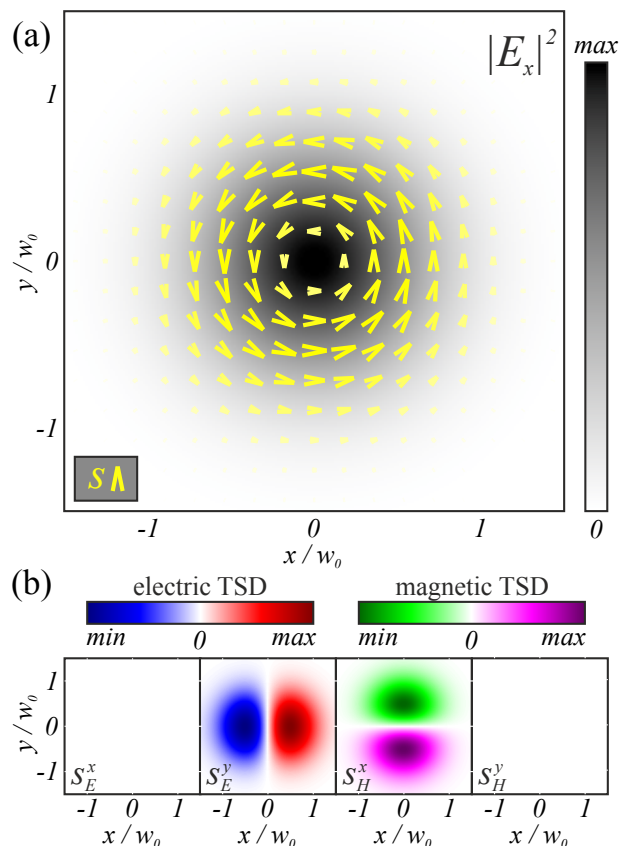 (a)
|E_x|^2
max
0
1
0
-1
y / w_0
S
-1 0 1
x / w_0
(b)
electric TSD
magnetic TSD
min 0 max
min 0 max
1
0
-1
y / w_0
s_E^x
s_E^y
s_H^x
s_H^y
-1 0 1
-1 0 1
-1 0 1
-1 0 1
x / w_0
x / w_0
x / w_0
x / w_0